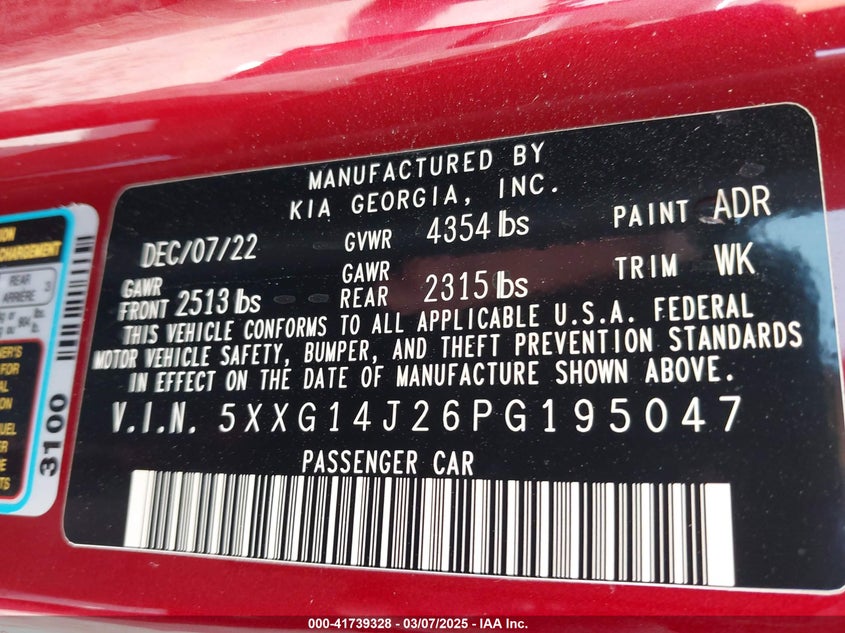 MANUFACTURED BY
KIA GEORGIA, INC.
DEC/07/22 GVWR 4354 lbs PAINT ADR
GAWR FRONT 2513 lbs GAWR REAR 2315 lbs TRIM WK
THIS VEHICLE CONFORMS TO ALL APPLICABLE U.S.A. FEDERAL
MOTOR VEHICLE SAFETY, BUMPER, AND THEFT PREVENTION STANDARDS
IN EFFECT ON THE DATE OF MANUFACTURE SHOWN ABOVE.
V.I.N. 5XXG14J26PG195047
PASSENGER CAR
REAR
ARRIERE 3
3100
000-41739328 - 03/07/2025 - IAA Inc.